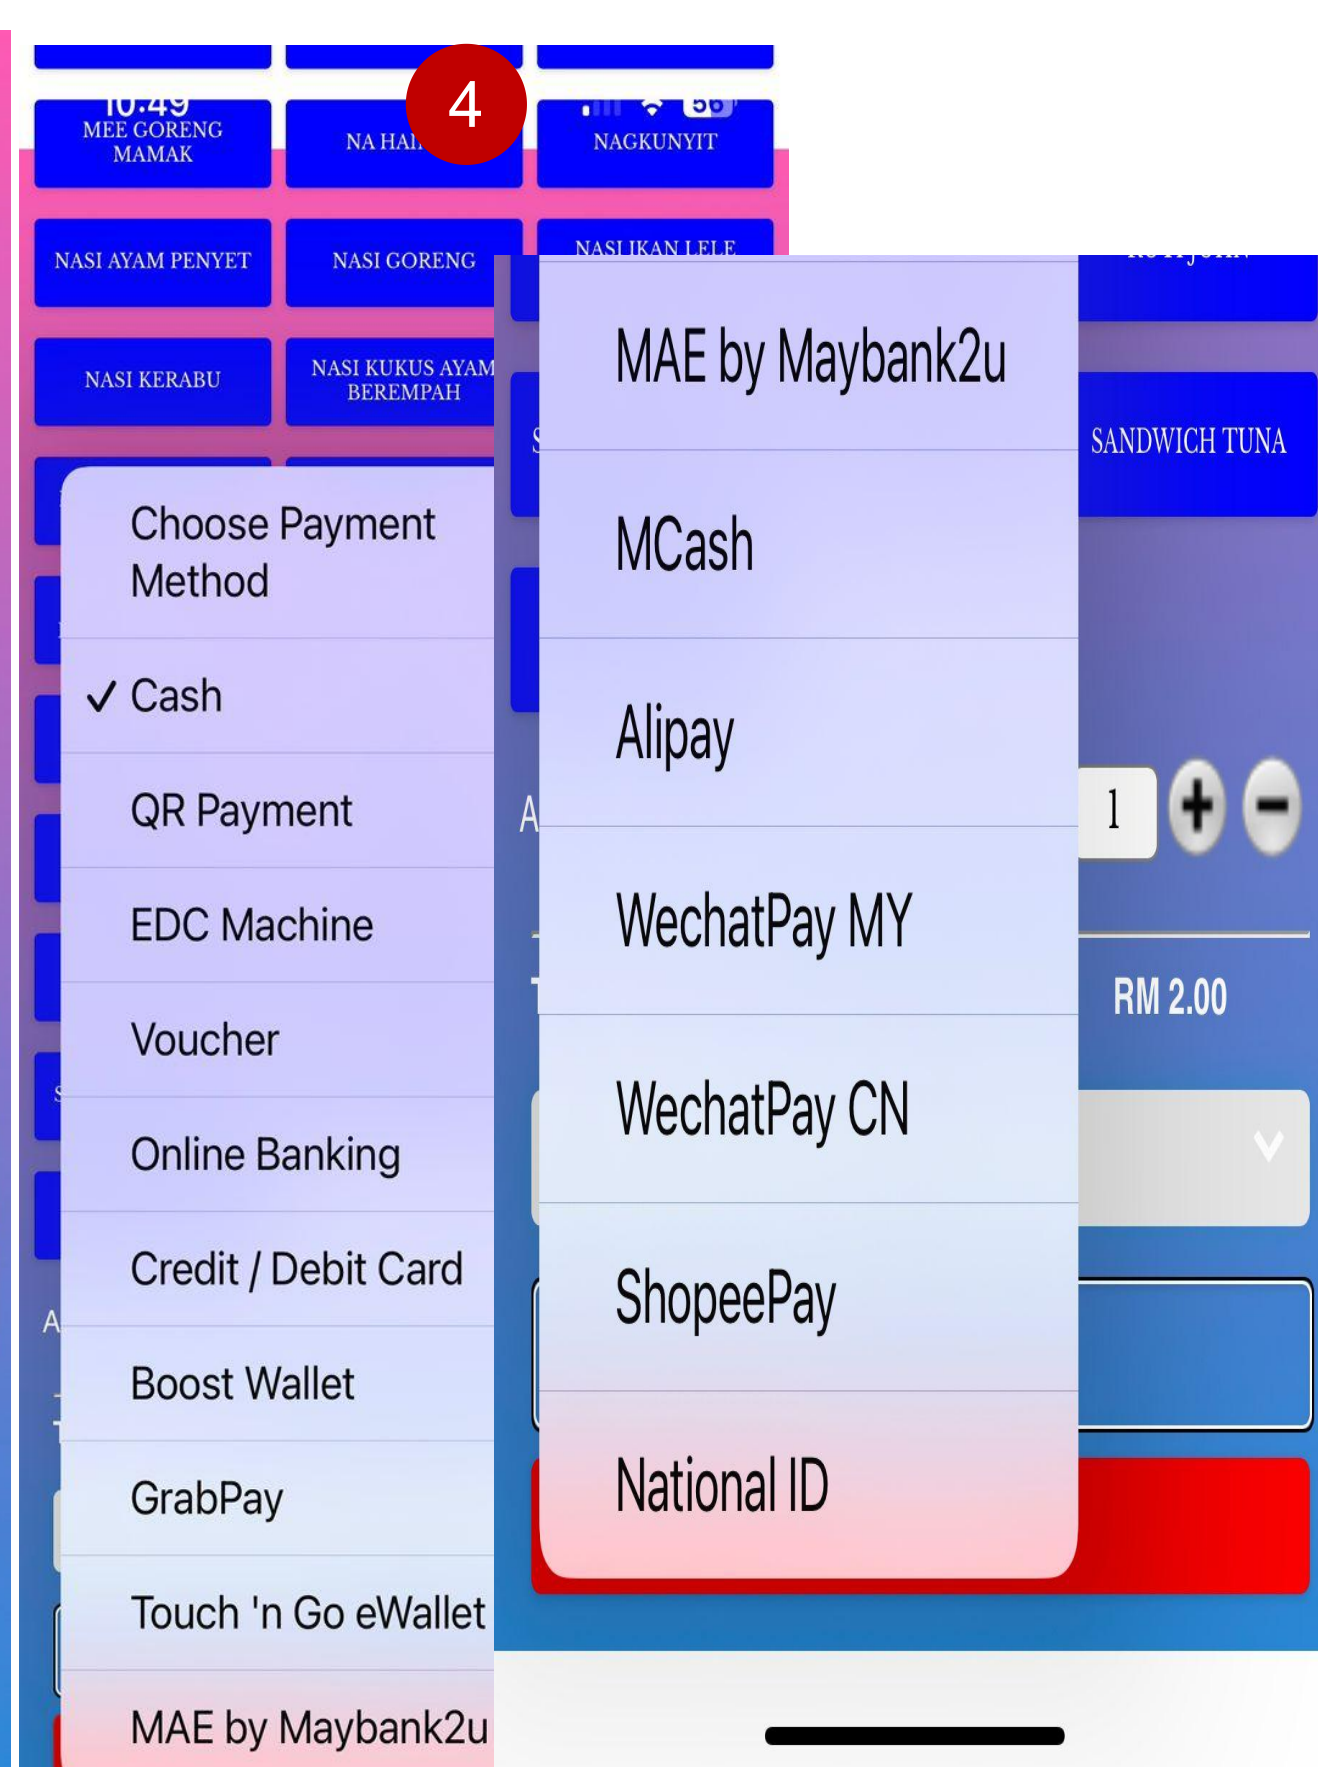 10:49
4
56
MEE GORENG
MAMAK
NAGKUNYIT
NASI AYAM PENYET
NASI GORENG
NASI IKAN LELE
NASI KERABU
NASI KUKUS AYAM
BEREMPAH
Choose Payment
Method
✓ Cash
QR Payment
EDC Machine
Voucher
Online Banking
Credit / Debit Card
Boost Wallet
GrabPay
Touch 'n Go eWallet
MAE by Maybank2u
MAE by Maybank2u
MCash
Alipay
WechatPay MY
WechatPay CN
ShopeePay
National ID
SANDWICH TUNA
1
RM 2.00